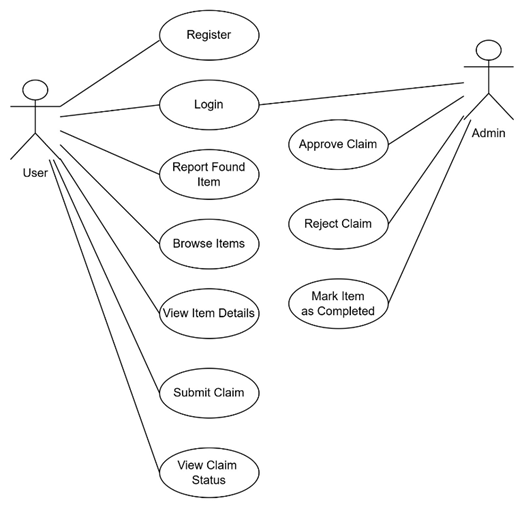 Register
Login
Admin
Approve Claim
User
Report Found
Item
Reject Claim
Browse Items
Mark Item
as Completed
View Item Details
Submit Claim
View Claim
Status